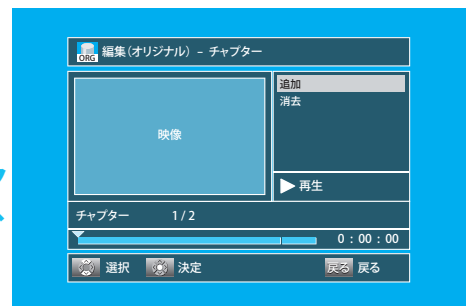 ORG 編集(オリジナル) – チャプター
映像
追加
消去
再生
チャプター 1/2
0:00:00
選択 決定 戻る 戻る